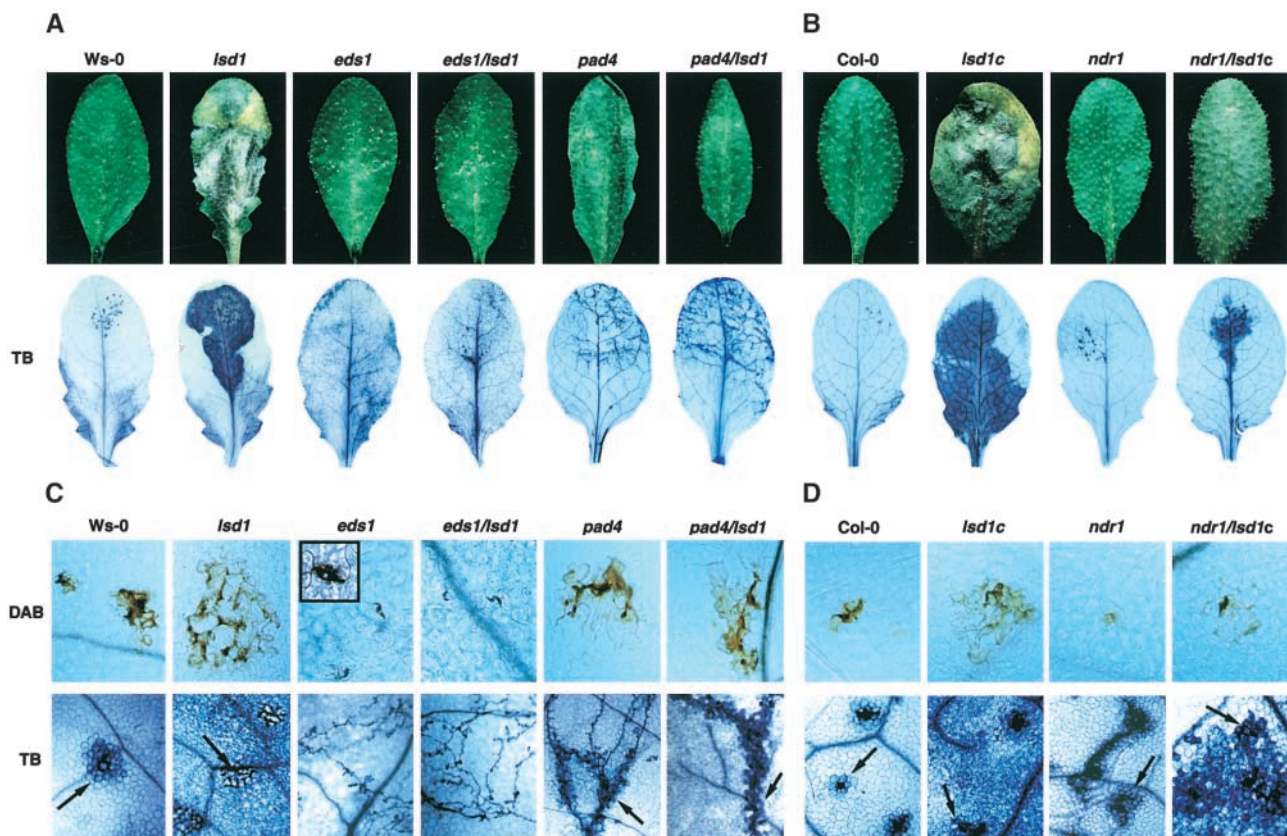 A
B
Ws-0 lsd1 eds1 eds1/lsd1 pad4 pad4/lsd1 Col-0 lsd1c ndr1 ndr1/lsd1c
TB
C
D
Ws-0 lsd1 eds1 eds1/lsd1 pad4 pad4/lsd1 Col-0 lsd1c ndr1 ndr1/lsd1c
DAB
TB